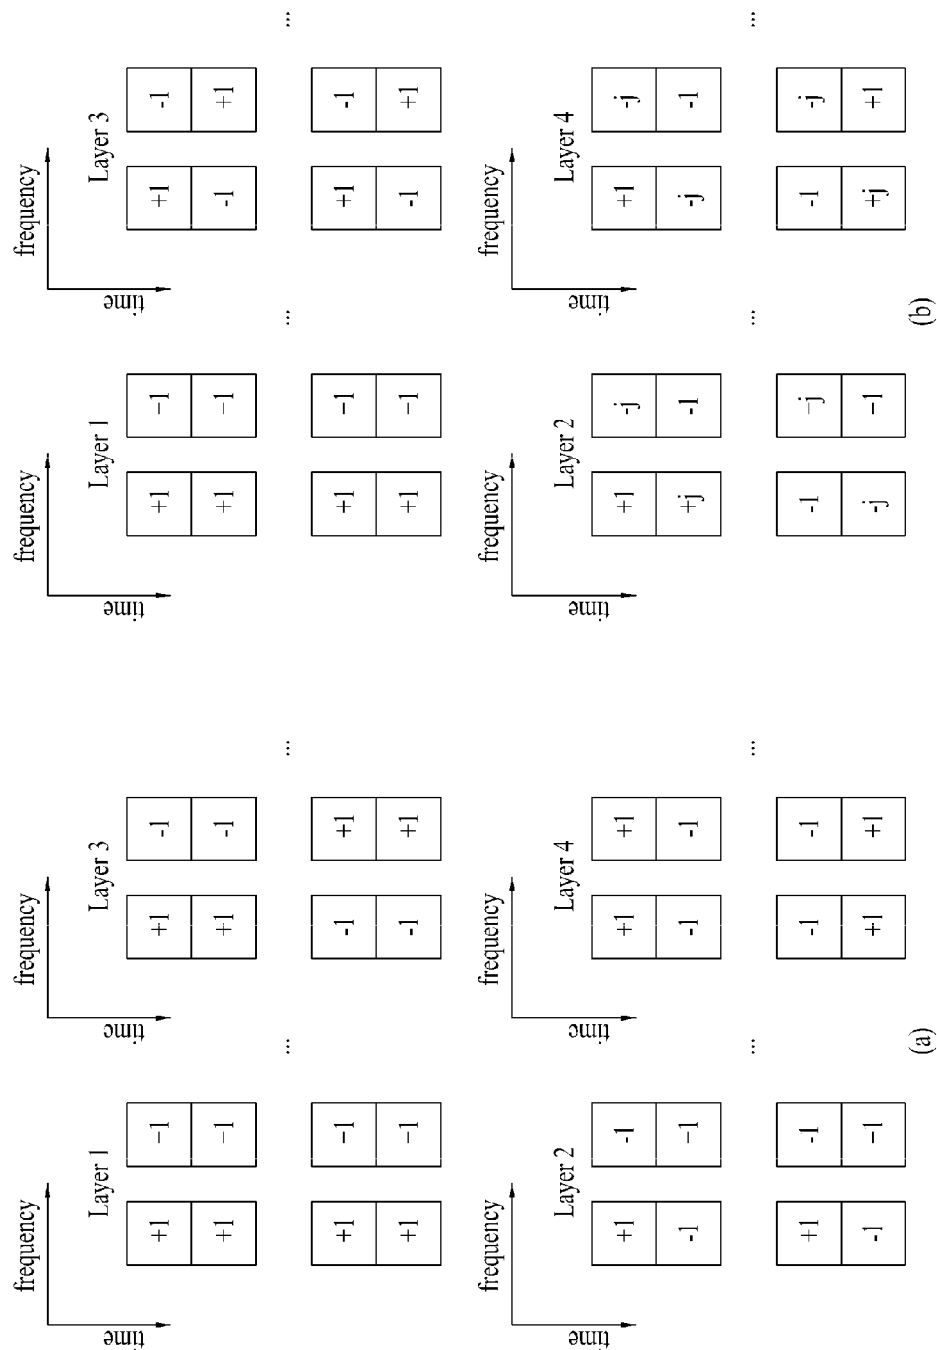 frequency
time
Layer 1
+1 −1
+1 −1
...
+1 −1
+1 −1
frequency
time
Layer 3
+1 -1
+1 -1
...
-1 +1
-1 +1
frequency
time
Layer 2
+1 -1
-1 −1
...
+1 -1
-1 −1
frequency
time
Layer 4
+1 +1
-1 -1
...
-1 -1
+1 +1
(a)
frequency
time
Layer 1
+1 −1
+1 −1
...
+1 −1
+1 −1
frequency
time
Layer 3
+1 -1
-1 +1
...
+1 -1
-1 +1
frequency
time
Layer 2
+1 -j
+j -1
...
-1 −j
-j −1
frequency
time
Layer 4
+1 -j
-j -1
...
-1 -j
+j +1
(b)